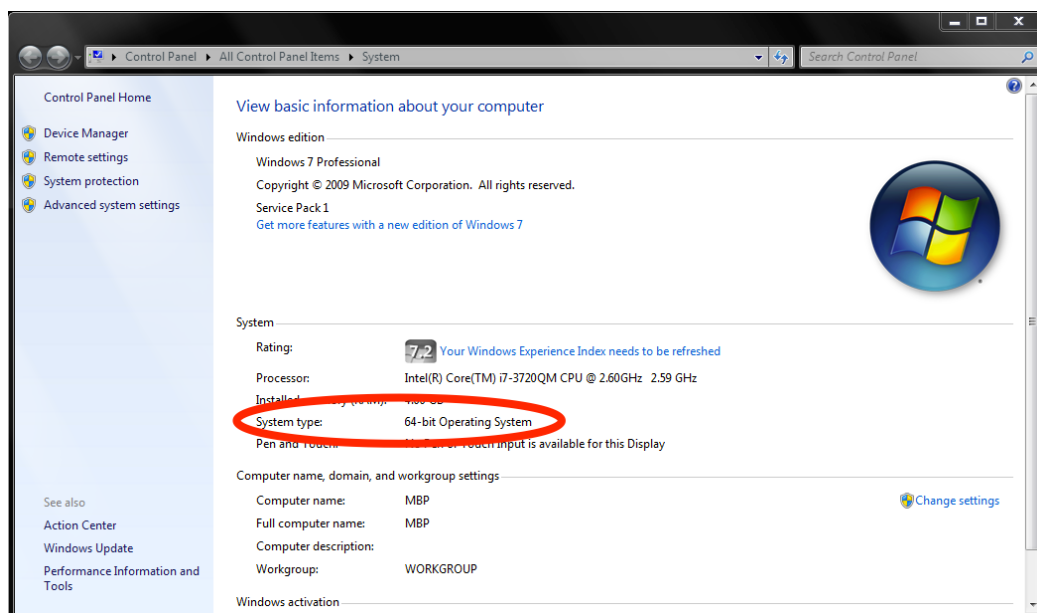 Control Panel ▸ All Control Panel Items ▸ System
Search Control Panel
Control Panel Home
Device Manager
Remote settings
System protection
Advanced system settings
See also
Action Center
Windows Update
Performance Information and
Tools
View basic information about your computer
Windows edition
Windows 7 Professional
Copyright © 2009 Microsoft Corporation. All rights reserved.
Service Pack 1
Get more features with a new edition of Windows 7
System
Rating: 7,2 Your Windows Experience Index needs to be refreshed
Processor: Intel(R) Core(TM) i7-3720QM CPU @ 2.60GHz 2.59 GHz
System type: 64-bit Operating System
Pen and Touch: No Pen or Touch Input is available for this Display
Computer name, domain, and workgroup settings
Computer name: MBP
Change settings
Full computer name: MBP
Computer description:
Workgroup: WORKGROUP
Windows activation